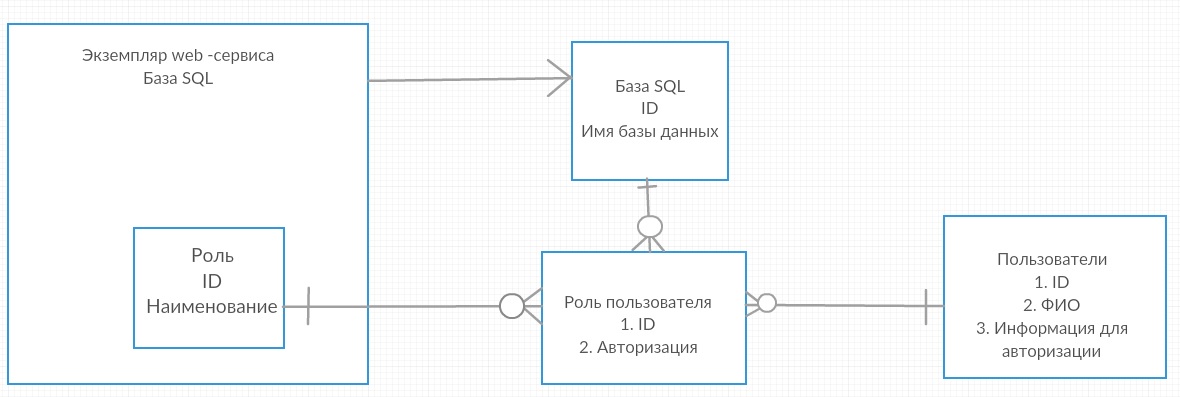 Экземпляр web -сервиса
База SQL
База SQL
ID
Имя базы данных
Роль
ID
Наименование
Роль пользователя
1. ID
2. Авторизация
Пользователи
1. ID
2. ФИО
3. Информация для
авторизации